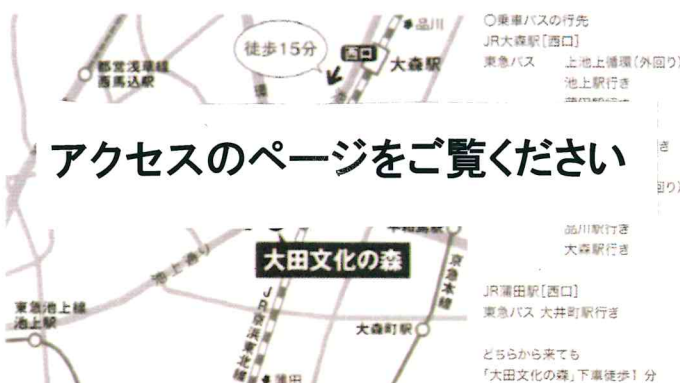 品川
徒歩15分
西口
大森駅
都営浅草線
西馬込駅
○乗車バスの行先
JR大森駅[西口]
東急バス 上池上循環(外回り)
池上駅行き
アクセスのページをご覧ください
品川駅行き
大森駅行き
池上通り
大田文化の森
京急本線
JR京浜東北線
東急池上線
池上駅
大森町駅
蒲田
JR蒲田駅[西口]
東急バス 大井町駅行き
どちらから来ても
「大田文化の森」下車徒歩1 分